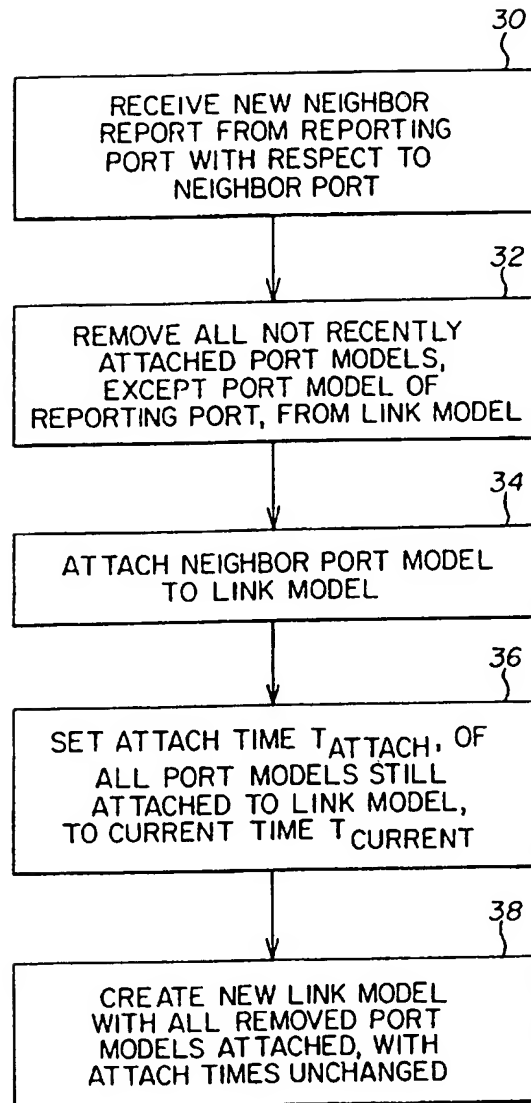 30
RECEIVE NEW NEIGHBOR
REPORT FROM REPORTING
PORT WITH RESPECT TO
NEIGHBOR PORT
32
REMOVE ALL NOT RECENTLY
ATTACHED PORT MODELS,
EXCEPT PORT MODEL OF
REPORTING PORT, FROM LINK MODEL
34
ATTACH NEIGHBOR PORT MODEL
TO LINK MODEL
36
SET ATTACH TIME TATTACH, OF
ALL PORT MODELS STILL
ATTACHED TO LINK MODEL,
TO CURRENT TIME TCURRENT
38
CREATE NEW LINK MODEL
WITH ALL REMOVED PORT
MODELS ATTACHED, WITH
ATTACH TIMES UNCHANGED